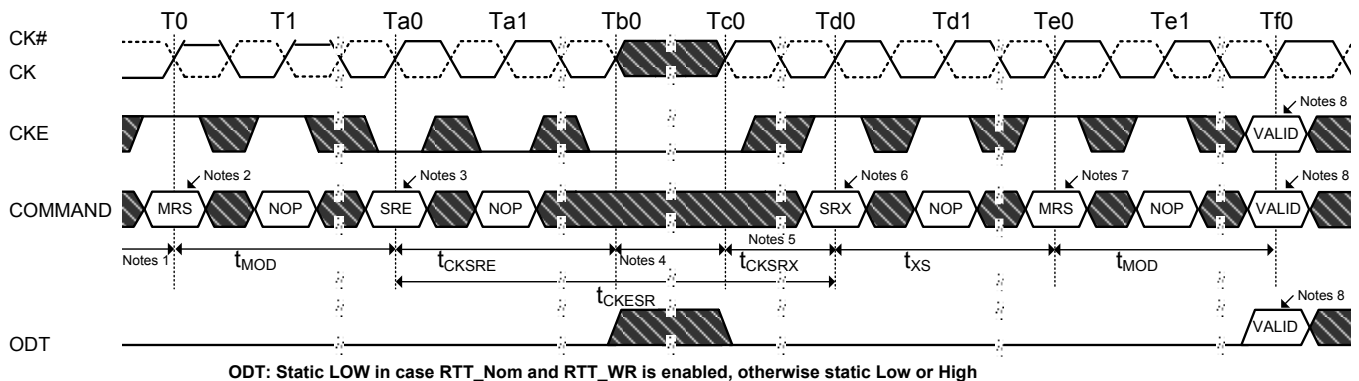 T0 T1 Ta0 Ta1 Tb0 Tc0 Td0 Td1 Te0 Te1 Tf0
CK#
CK
Notes 8
CKE
VALID
Notes 2 Notes 3 Notes 6 Notes 7 Notes 8
COMMAND MRS NOP SRE NOP SRX NOP MRS NOP VALID
Notes 1 tMOD tCKSRE Notes 4 Notes 5 tCKSRX tXS tMOD
tCKESR
Notes 8
ODT VALID
ODT: Static LOW in case RTT_Nom and RTT_WR is enabled, otherwise static Low or High